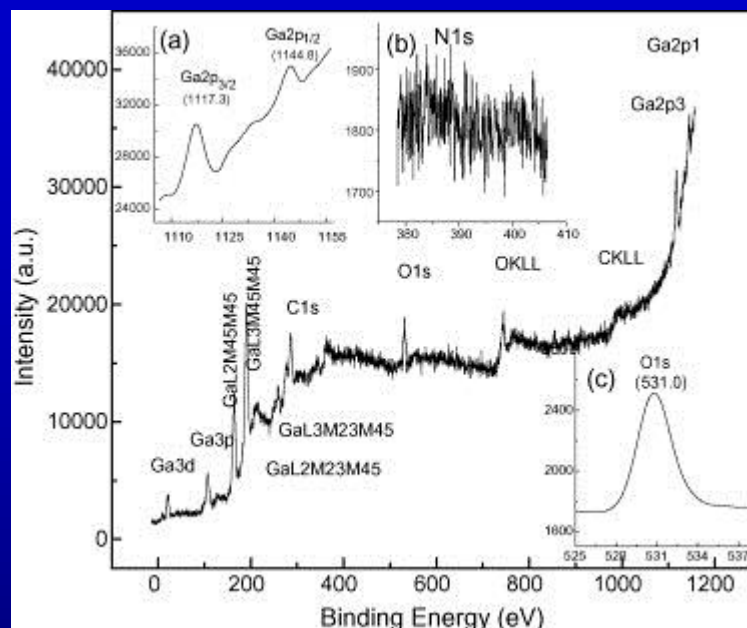 (a)
Ga2p1/2
(1144.8)
Ga2p3/2
(1117.3)
36000
32000
28000
24000
1110 1125 1140 1155
(b)
N1s
1900
1800
1700
380 390 400 410
Ga2p1
Ga2p3
40000
30000
20000
10000
0
Intensity (a.u.)
GaL2M45M45
GaL3M45M45
C1s
O1s
OKLL
CKLL
Ga3d
Ga3p
GaL3M23M45
GaL2M23M45
(c)
O1s
(531.0)
2400
2000
1600
525 528 531 534 537
0 200 400 600 800 1000 1200
Binding Energy (eV)